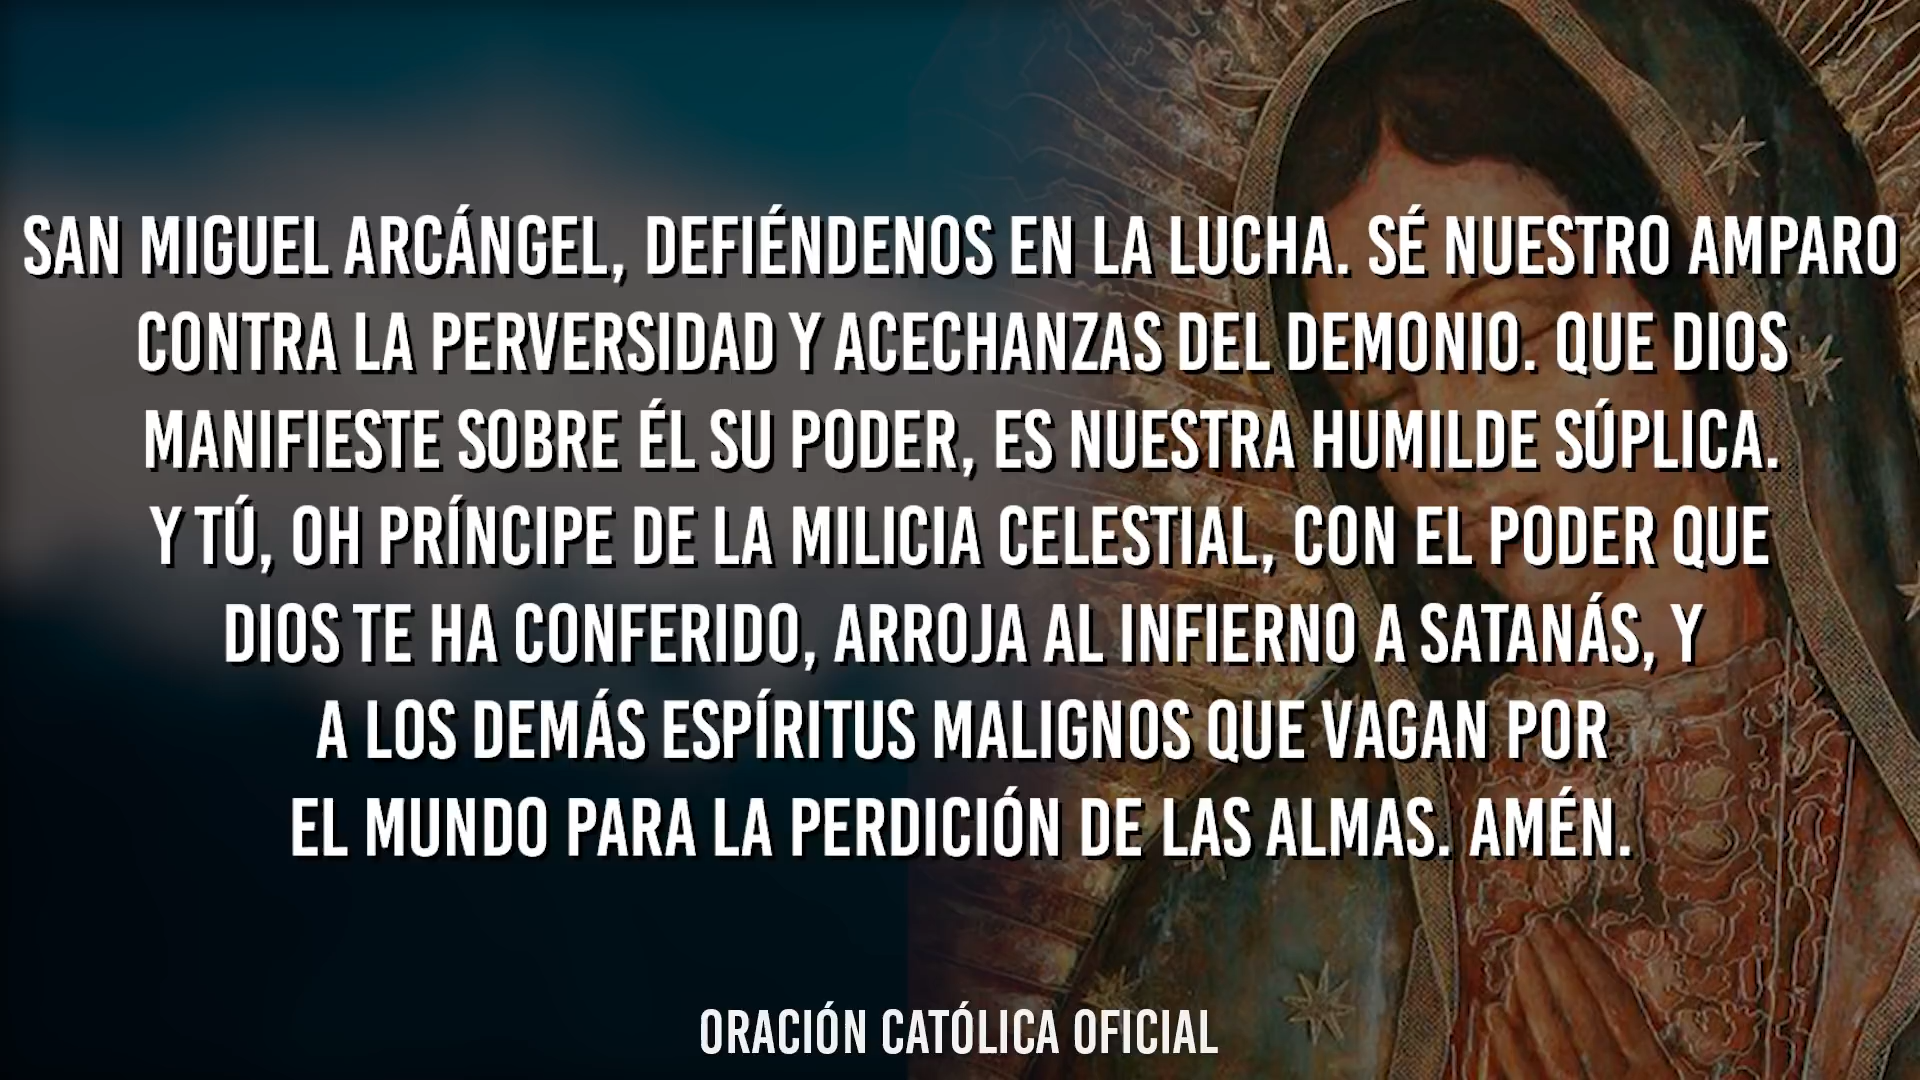 SAN MIGUEL ARCÁNGEL, DEFIÉNDENOS EN LA LUCHA. SÉ NUESTRO AMPARO
CONTRA LA PERVERSIDAD Y ACECHANZAS DEL DEMONIO. QUE DIOS
MANIFIESTE SOBRE ÉL SU PODER, ES NUESTRA HUMILDE SÚPLICA.
Y TÚ, OH PRÍNCIPE DE LA MILICIA CELESTIAL, CON EL PODER QUE
DIOS TE HA CONFERIDO, ARROJA AL INFIERNO A SATANÁS, Y
A LOS DEMÁS ESPÍRITUS MALIGNOS QUE VAGAN POR
EL MUNDO PARA LA PERDICIÓN DE LAS ALMAS. AMÉN.
ORACIÓN CATÓLICA OFICIAL